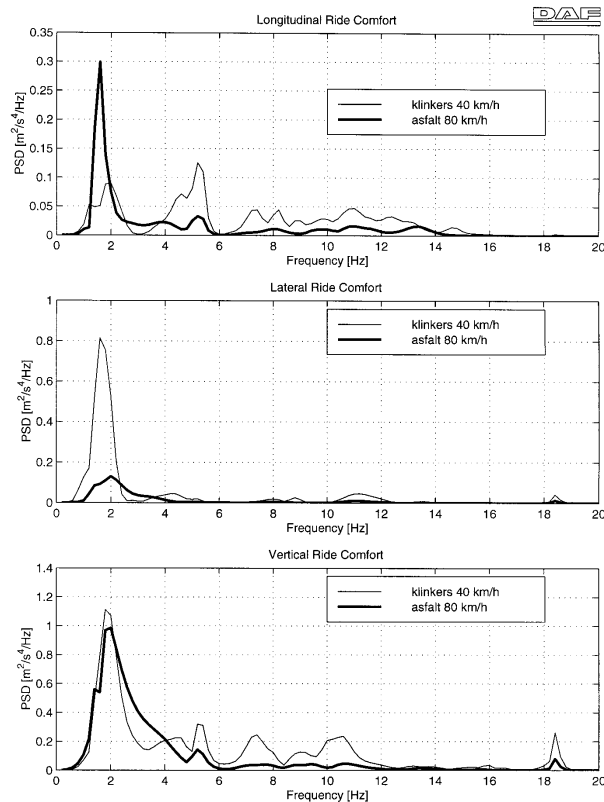 DAF
Longitudinal Ride Comfort
0.35
0.3
0.25
0.2
0.15
0.1
0.05
0
PSD [m²/s⁴/Hz]
klinkers 40 km/h
asfalt 80 km/h
0 2 4 6 8 10 12 14 16 18 20
Frequency [Hz]
Lateral Ride Comfort
1
0.8
0.6
0.4
0.2
0
PSD [m²/s⁴/Hz]
klinkers 40 km/h
asfalt 80 km/h
0 2 4 6 8 10 12 14 16 18 20
Frequency [Hz]
Vertical Ride Comfort
1.4
1.2
1
0.8
0.6
0.4
0.2
0
PSD [m²/s⁴/Hz]
klinkers 40 km/h
asfalt 80 km/h
0 2 4 6 8 10 12 14 16 18 20
Frequency [Hz]